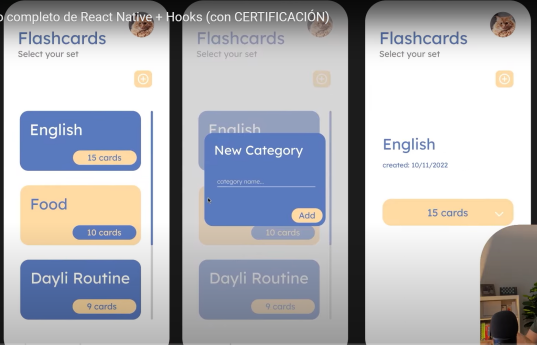 o completo de React Native + Hooks (con CERTIFICACIÓN)
Flashcards
Select your set
English
15 cards
Food
10 cards
Dayli Routine
9 cards
Flashcards
Select your set
English
New Category
category name...
Add
10 cards
Dayli Routine
9 cards
Flashcards
Select your set
English
created: 10/11/2022
15 cards